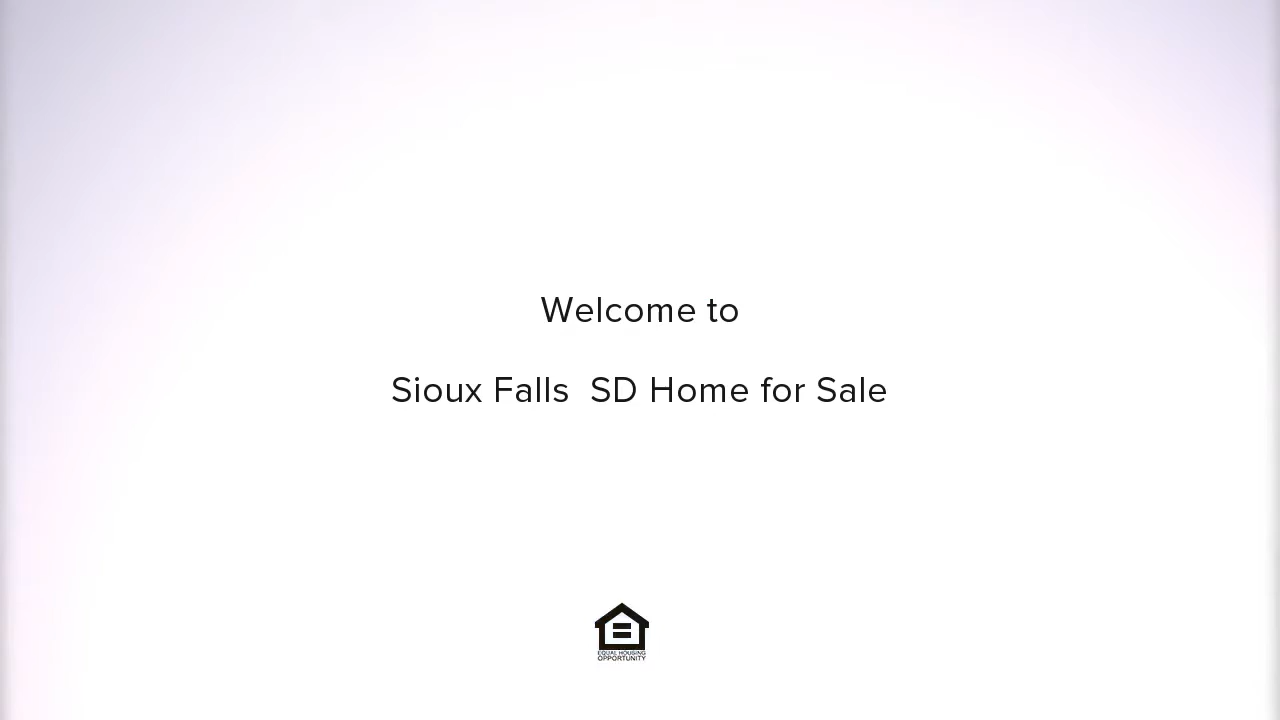 Welcome to
Sioux Falls  SD Home for Sale
EQUAL HOUSING
OPPORTUNITY